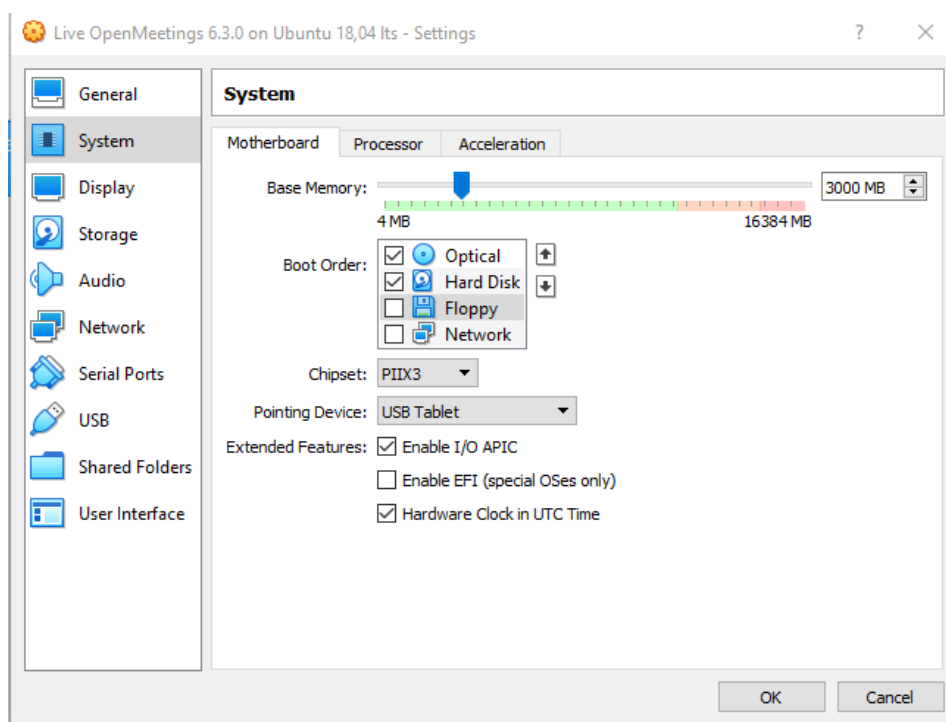 Live OpenMeetings 6.3.0 on Ubuntu 18,04 lts - Settings
General
System
Display
Storage
Audio
Network
Serial Ports
USB
Shared Folders
User Interface
System
Motherboard Processor Acceleration
Base Memory: 3000 MB
4 MB 16384 MB
Boot Order: Optical
Hard Disk
Floppy
Network
Chipset: PIIX3
Pointing Device: USB Tablet
Extended Features: Enable I/O APIC
Enable EFI (special OSes only)
Hardware Clock in UTC Time
OK Cancel